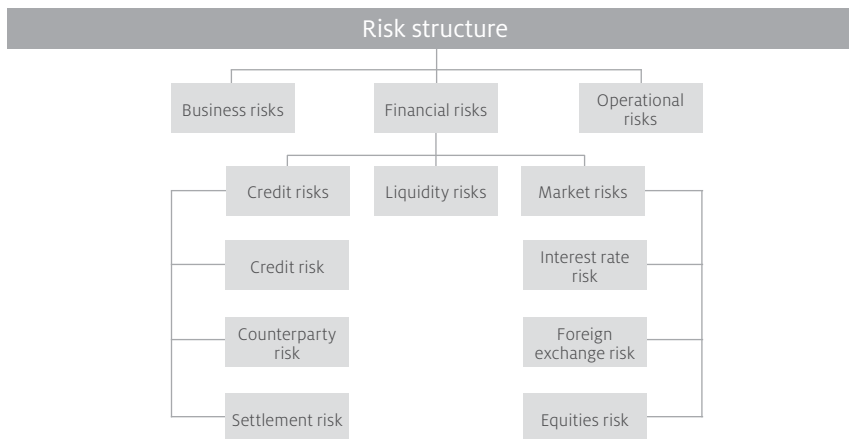 Risk structure
Business risks
Financial risks
Operational
risks
Credit risks
Liquidity risks
Market risks
Credit risk
Interest rate
risk
Counterparty
risk
Foreign
exchange risk
Settlement risk
Equities risk